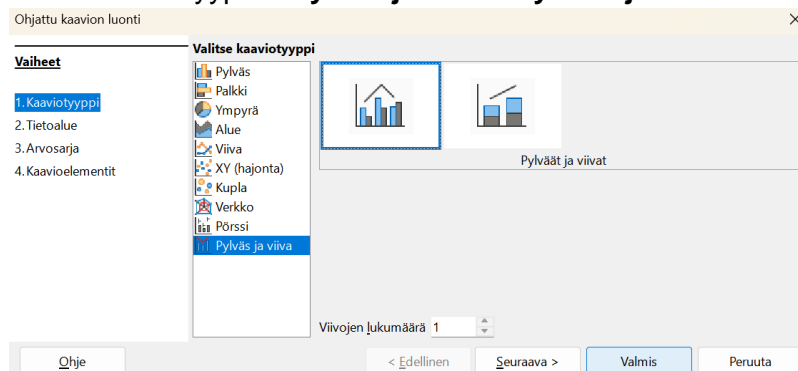 Ohjattu kaavion luonti
Vaiheet
1.Kaaviotyyppi
2.Tietoalue
3.Arvosarja
4.Kaavioelementit
Valitse kaaviotyyppi
Pylväs
Palkki
Ympyrä
Alue
Viiva
XY (hajonta)
Kupla
Verkko
Pörssi
Pylväs ja viiva
Pylväät ja viivat
Viivojen lukumäärä 1
Ohje
< Edellinen
Seuraava >
Valmis
Peruuta